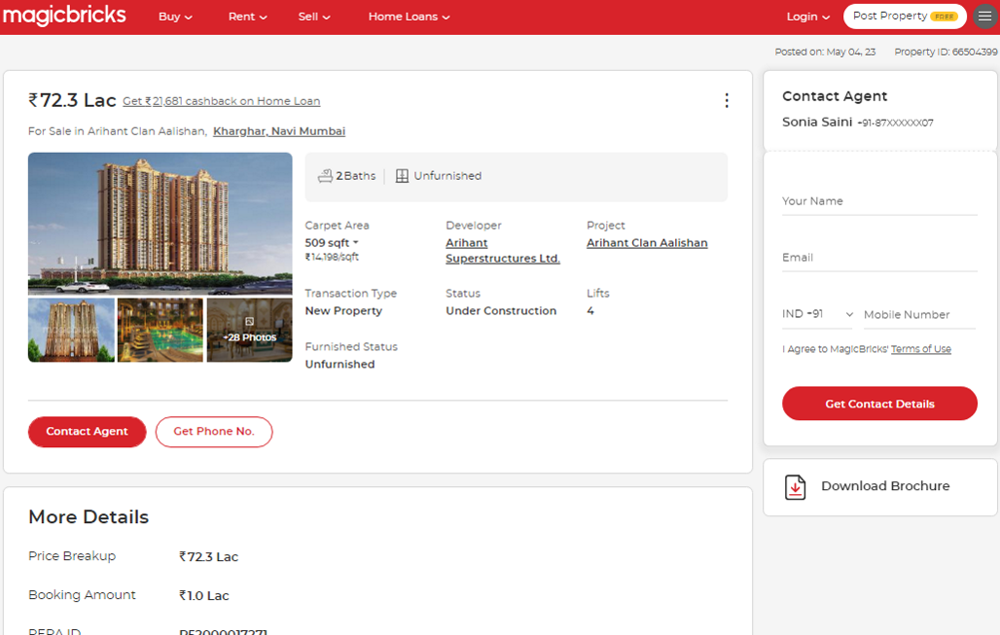 magicbricks
Buy Rent Sell Home Loans Login Post Property FREE
Posted on: May 04, 23 Property ID: 66504399
₹72.3 Lac Get ₹21,681 cashback on Home Loan
For Sale in Arihant Clan Aalishan, Kharghar, Navi Mumbai
2 Baths Unfurnished
Carpet Area
509 sqft
₹14,198/sqft
Developer
Arihant
Superstructures Ltd.
Project
Arihant Clan Aalishan
Transaction Type
New Property
Status
Under Construction
Lifts
4
Furnished Status
Unfurnished
+28 Photos
Contact Agent Get Phone No.
More Details
Price Breakup ₹72.3 Lac
Booking Amount ₹1.0 Lac
RERA ID P52000017271
Contact Agent
Sonia Saini +91-87XXXXXX07
Your Name
Email
IND +91 Mobile Number
I Agree to MagicBricks' Terms of Use
Get Contact Details
Download Brochure